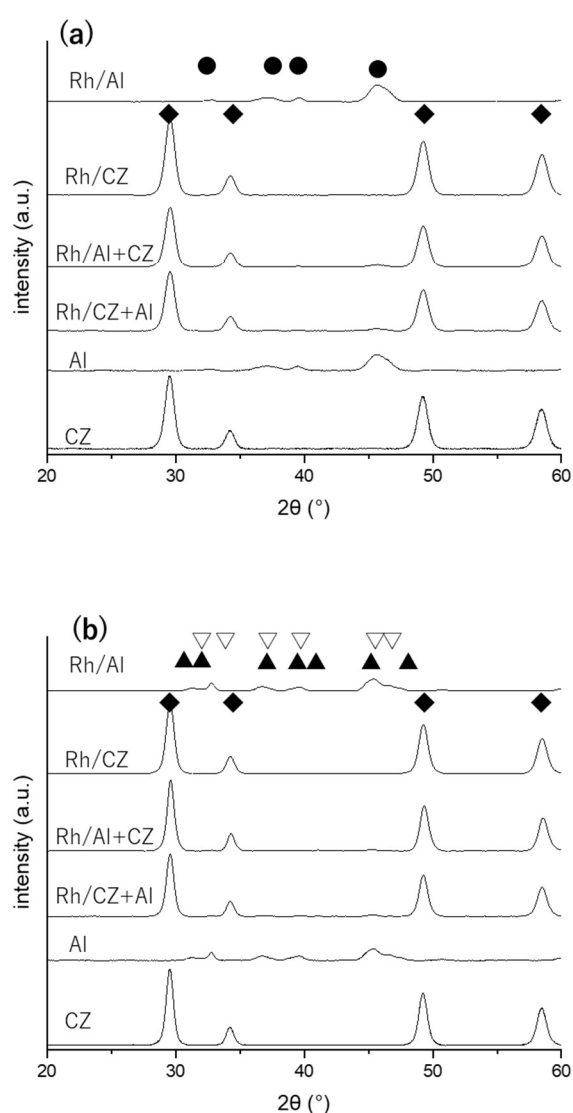 (a)
Rh/Al
Rh/CZ
Rh/Al+CZ
Rh/CZ+Al
Al
CZ
intensity (a.u.)
20 30 40 50 60
2θ (°)
(b)
Rh/Al
Rh/CZ
Rh/Al+CZ
Rh/CZ+Al
Al
CZ
intensity (a.u.)
20 30 40 50 60
2θ (°)